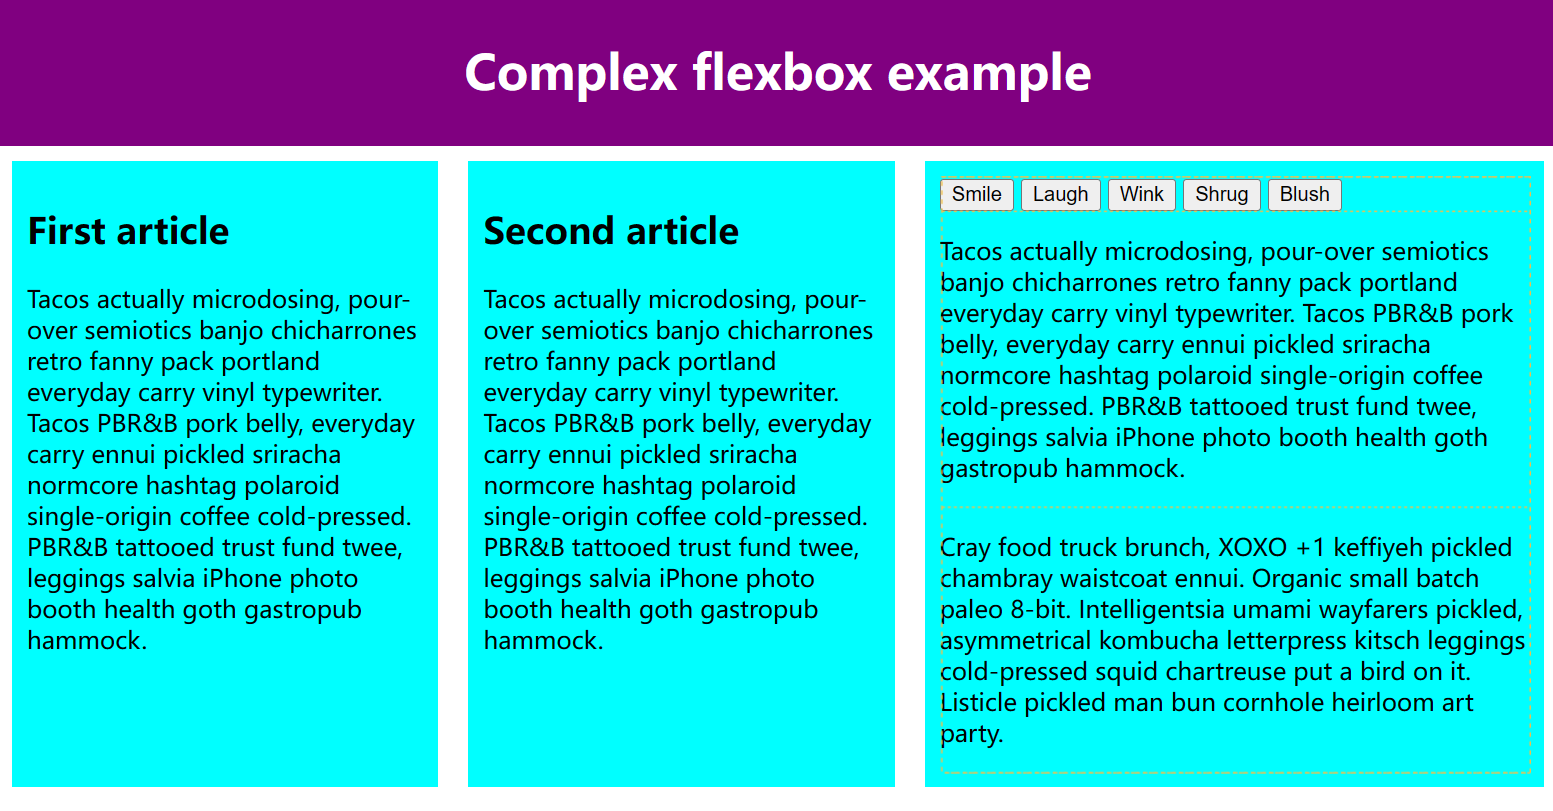 Complex flexbox example
First article
Tacos actually microdosing, pour-
over semiotics banjo chicharrones
retro fanny pack portland
everyday carry vinyl typewriter.
Tacos PBR&B pork belly, everyday
carry ennui pickled sriracha
normcore hashtag polaroid
single-origin coffee cold-pressed.
PBR&B tattooed trust fund twee,
leggings salvia iPhone photo
booth health goth gastropub
hammock.
Second article
Tacos actually microdosing, pour-
over semiotics banjo chicharrones
retro fanny pack portland
everyday carry vinyl typewriter.
Tacos PBR&B pork belly, everyday
carry ennui pickled sriracha
normcore hashtag polaroid
single-origin coffee cold-pressed.
PBR&B tattooed trust fund twee,
leggings salvia iPhone photo
booth health goth gastropub
hammock.
Smile Laugh Wink Shrug Blush
Tacos actually microdosing, pour-over semiotics
banjo chicharrones retro fanny pack portland
everyday carry vinyl typewriter. Tacos PBR&B pork
belly, everyday carry ennui pickled sriracha
normcore hashtag polaroid single-origin coffee
cold-pressed. PBR&B tattooed trust fund twee,
leggings salvia iPhone photo booth health goth
gastropub hammock.
Cray food truck brunch, XOXO +1 keffiyeh pickled
chambray waistcoat ennui. Organic small batch
paleo 8-bit. Intelligentsia umami wayfarers pickled,
asymmetrical kombucha letterpress kitsch leggings
cold-pressed squid chartreuse put a bird on it.
Listicle pickled man bun cornhole heirloom art
party.